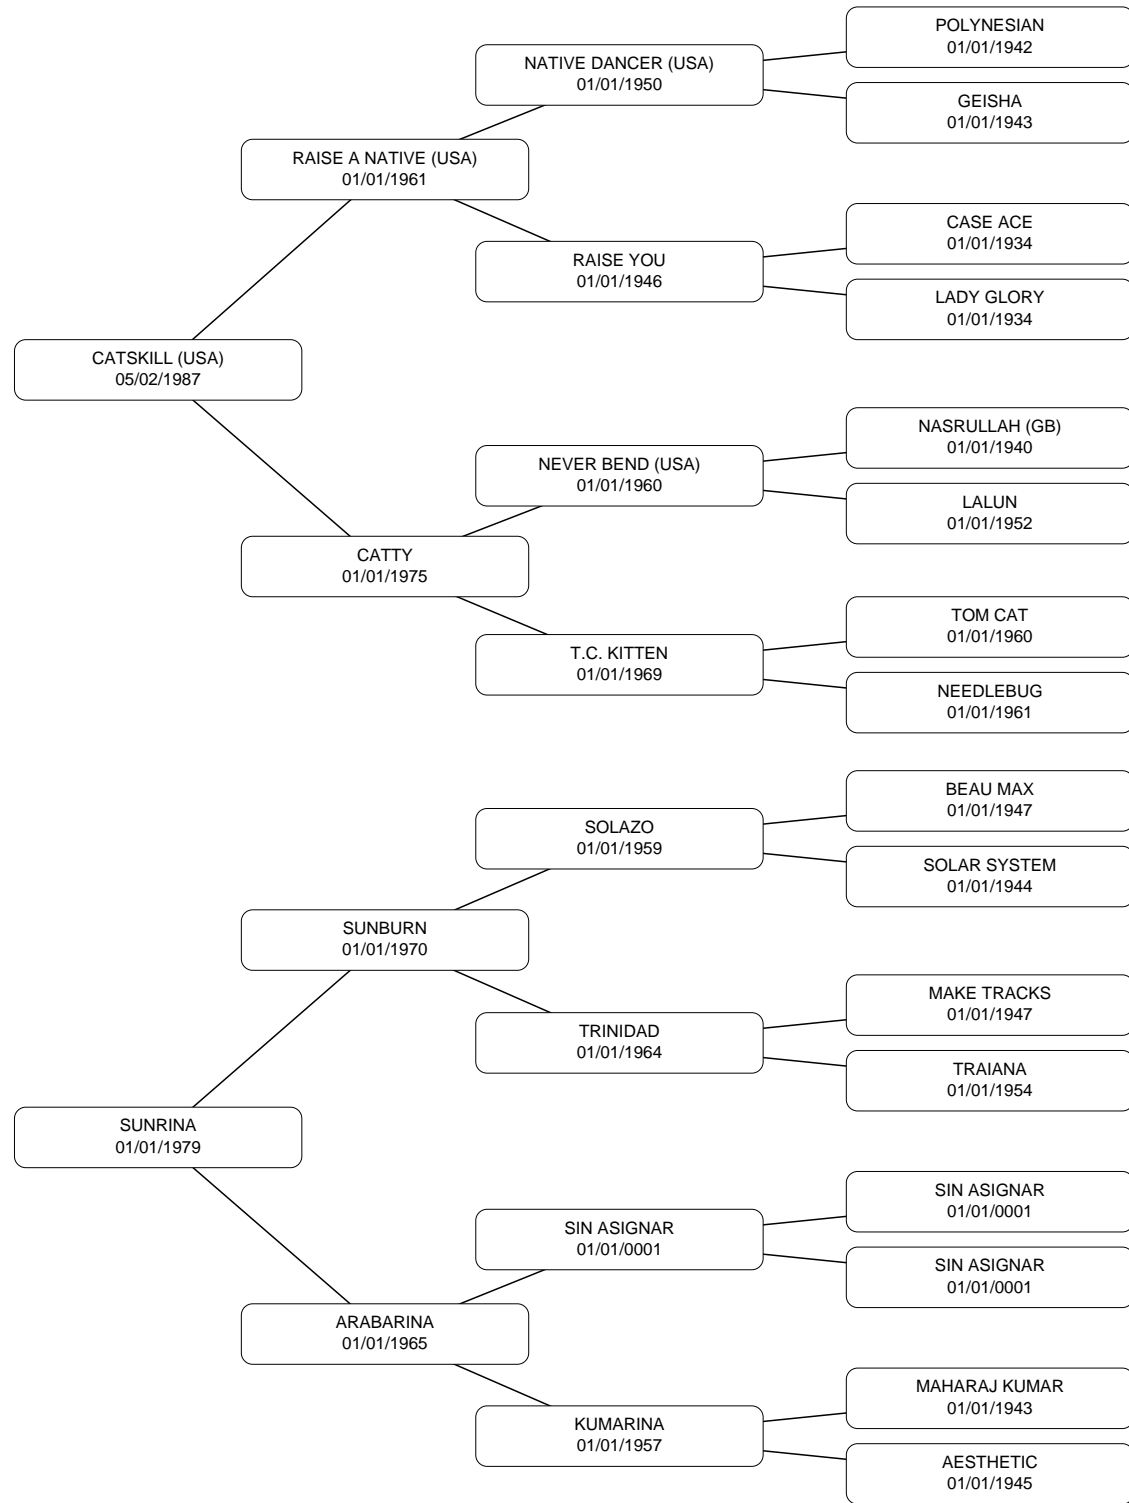 POLYNESIAN
01/01/1942
NATIVE DANCER (USA)
01/01/1950
GEISHA
01/01/1943
RAISE A NATIVE (USA)
01/01/1961
CASE ACE
01/01/1934
RAISE YOU
01/01/1946
LADY GLORY
01/01/1934
CATSKILL (USA)
05/02/1987
NASRULLAH (GB)
01/01/1940
NEVER BEND (USA)
01/01/1960
LALUN
01/01/1952
CATTY
01/01/1975
TOM CAT
01/01/1960
T.C. KITTEN
01/01/1969
NEEDLEBUG
01/01/1961
BEAU MAX
01/01/1947
SOLAZO
01/01/1959
SOLAR SYSTEM
01/01/1944
SUNBURN
01/01/1970
MAKE TRACKS
01/01/1947
TRINIDAD
01/01/1964
TRAIANA
01/01/1954
SUNRINA
01/01/1979
SIN ASIGNAR
01/01/0001
SIN ASIGNAR
01/01/0001
SIN ASIGNAR
01/01/0001
ARABARINA
01/01/1965
MAHARAJ KUMAR
01/01/1943
KUMARINA
01/01/1957
AESTHETIC
01/01/1945